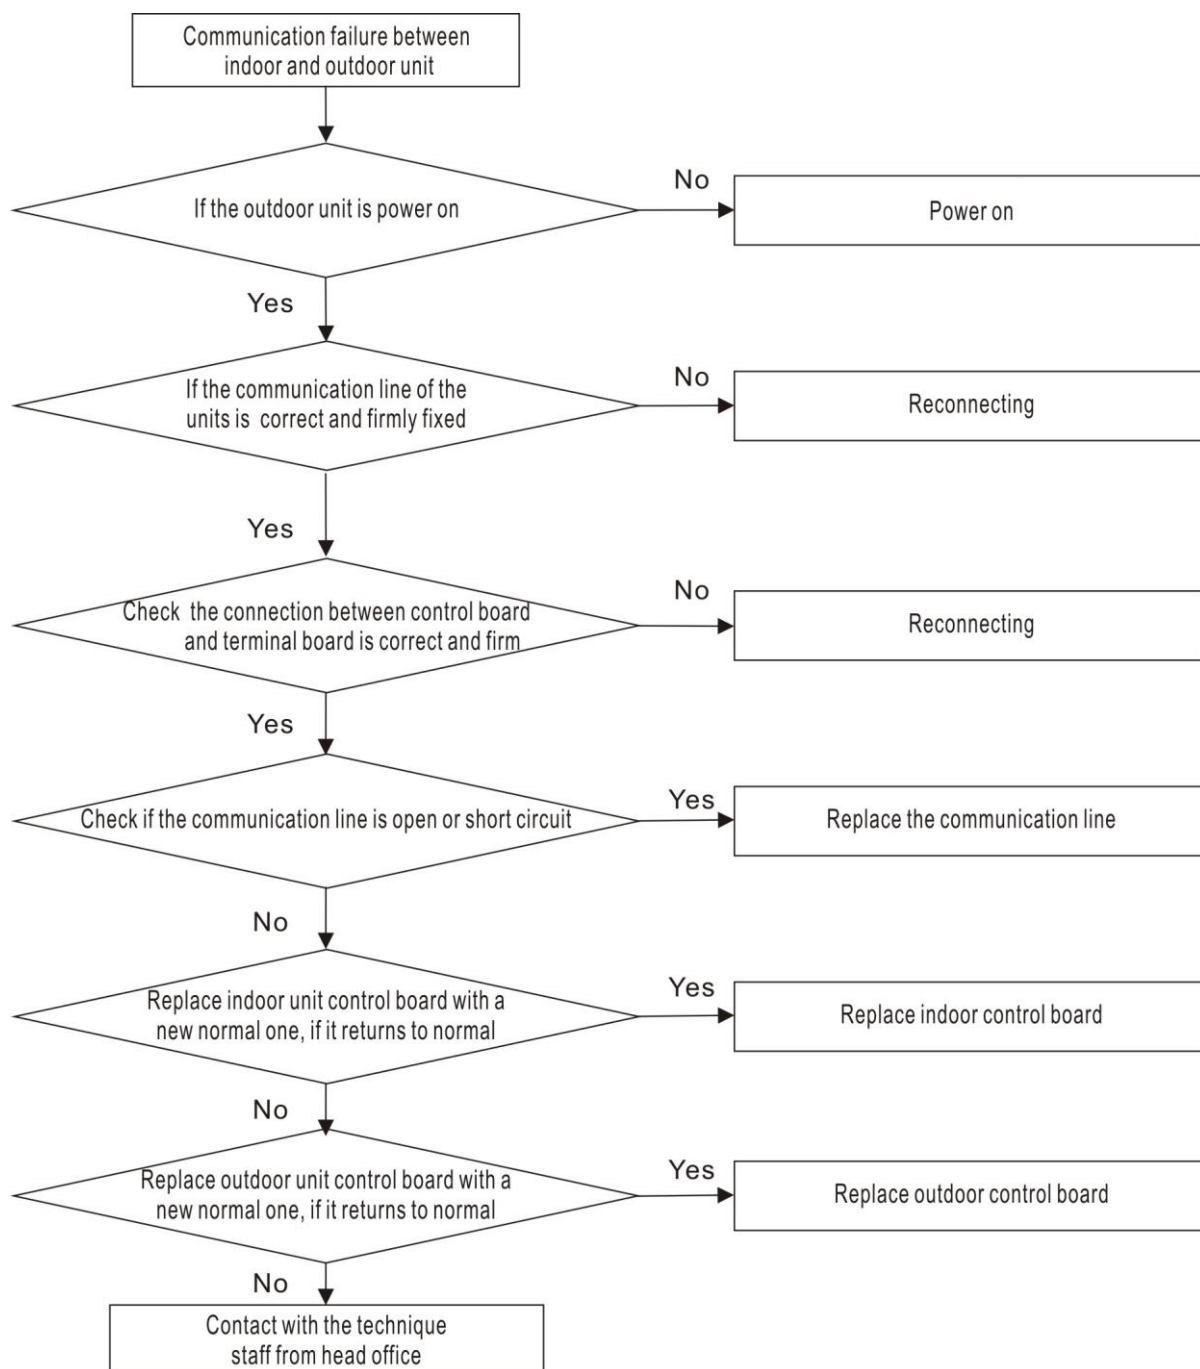 Communication failure between
indoor and outdoor unit
If the outdoor unit is power on
No
Power on
Yes
If the communication line of the
units is correct and firmly fixed
No
Reconnecting
Yes
Check the connection between control board
and terminal board is correct and firm
No
Reconnecting
Yes
Check if the communication line is open or short circuit
Yes
Replace the communication line
No
Replace indoor unit control board with a
new normal one, if it returns to normal
Yes
Replace indoor control board
No
Replace outdoor unit control board with a
new normal one, if it returns to normal
Yes
Replace outdoor control board
No
Contact with the technique
staff from head office